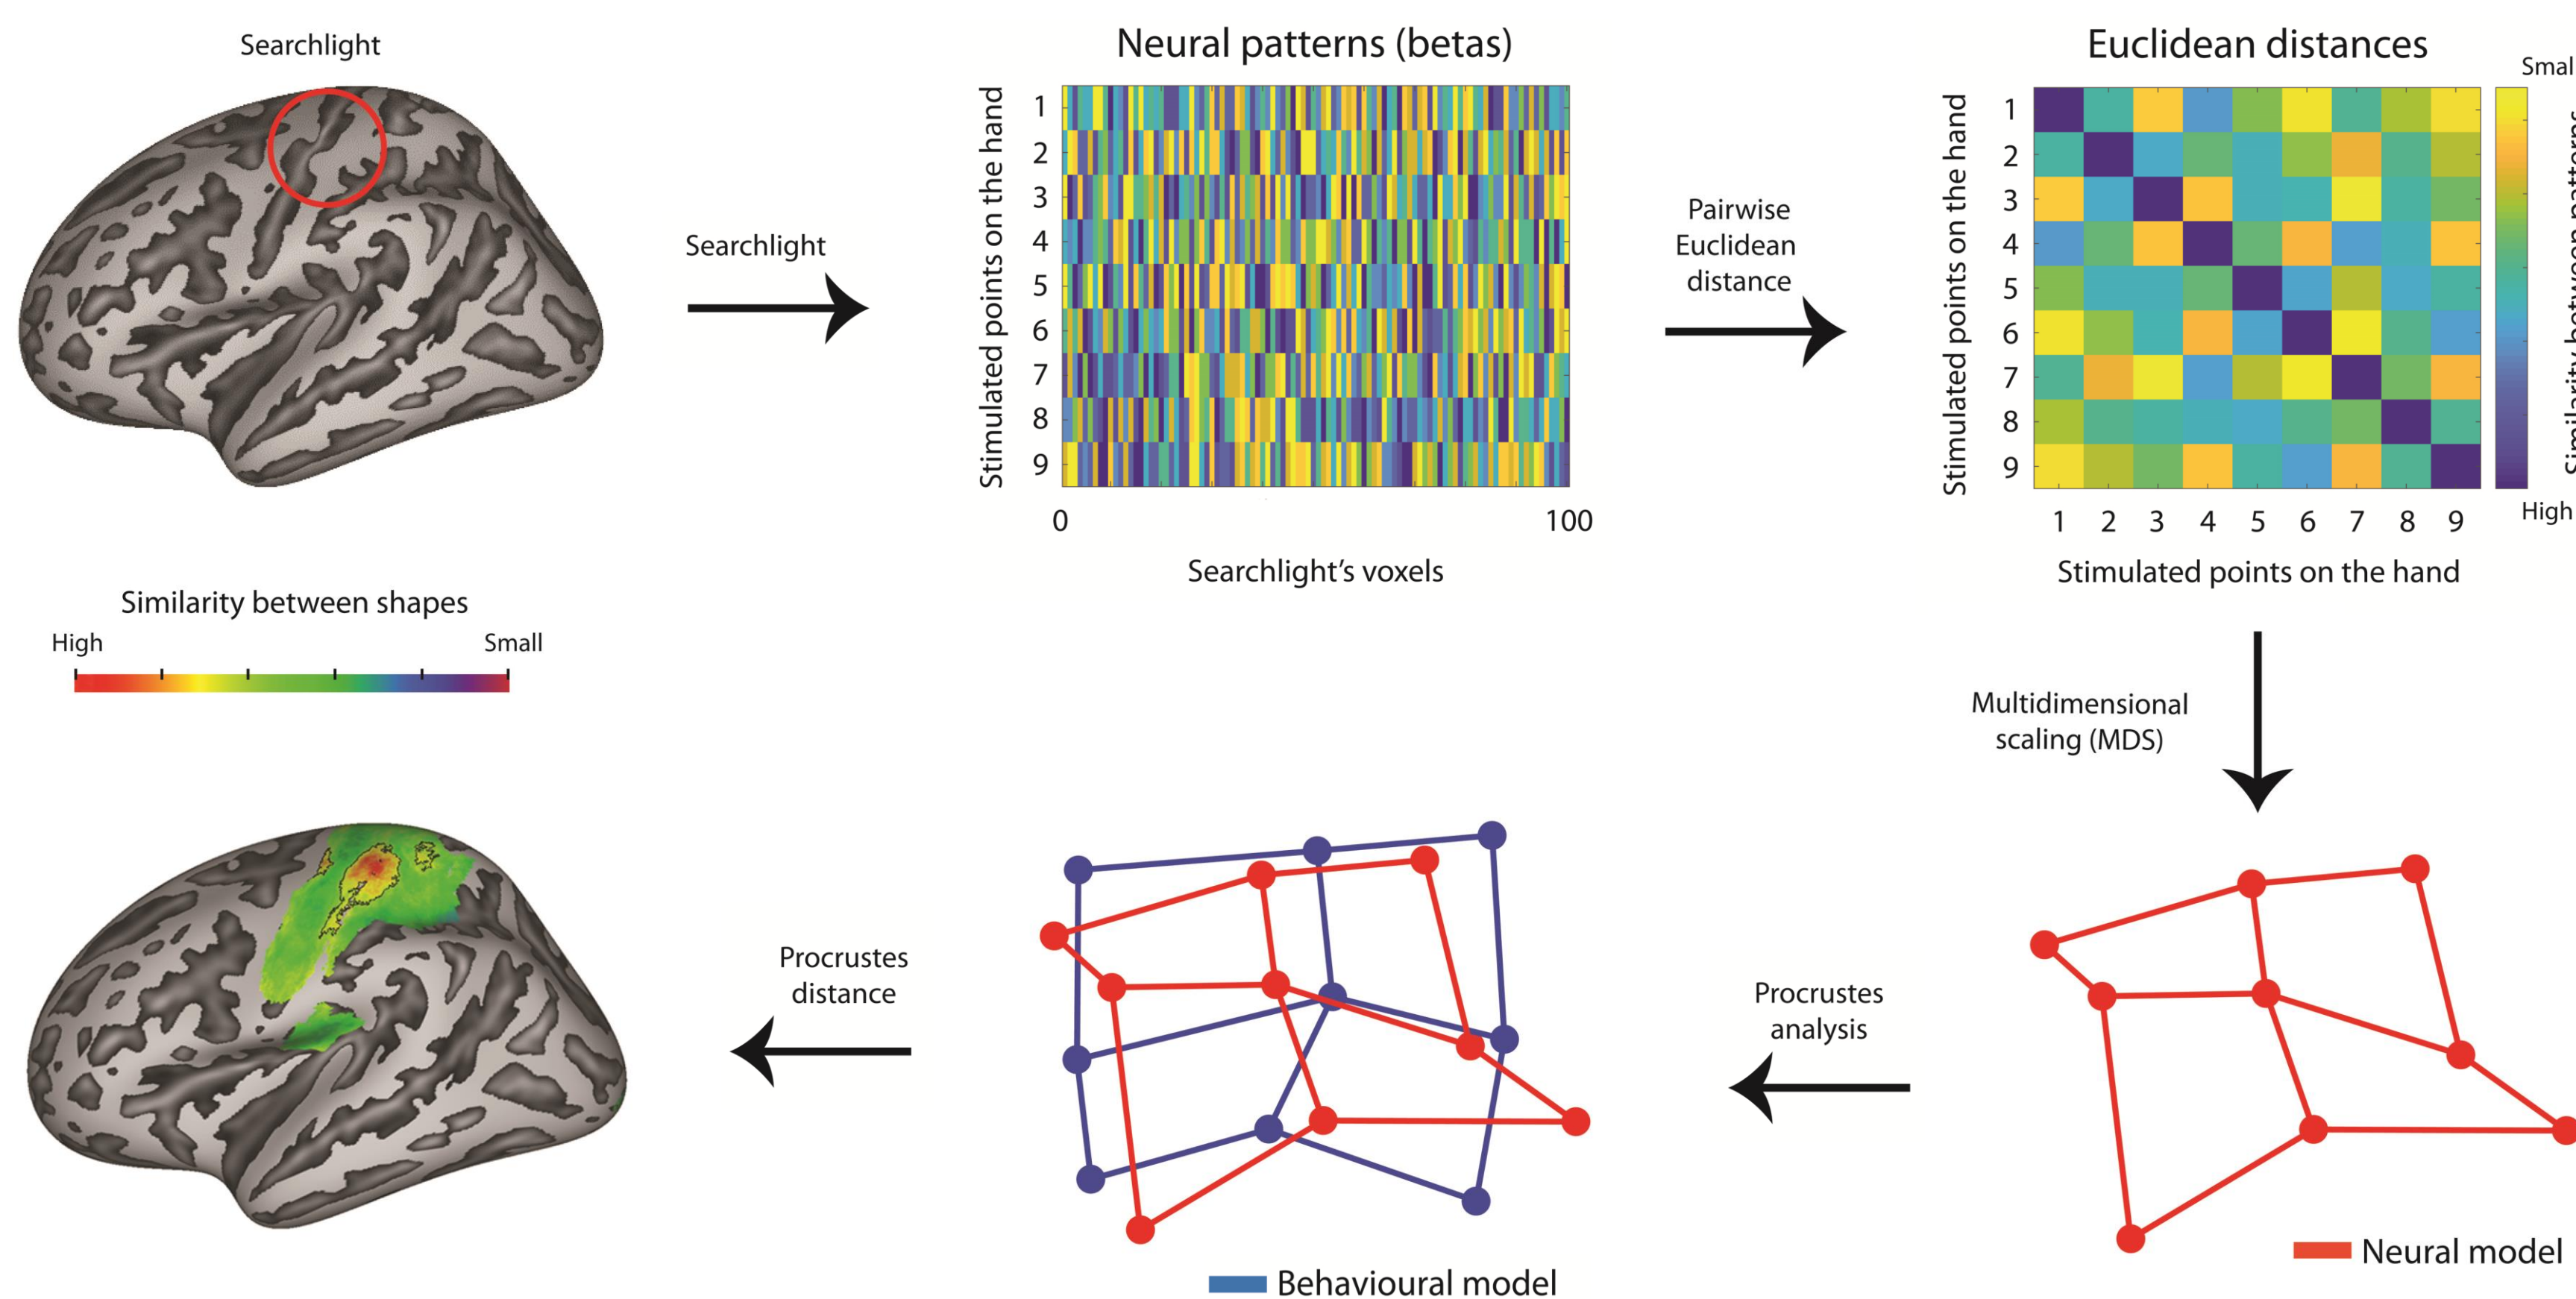 Searchlight
Searchlight
Neural patterns (betas)
Stimulated points on the hand
1
2
3
4
5
6
7
8
9
0
100
Searchlight's voxels
Pairwise
Euclidean
distance
Euclidean distances
Stimulated points on the hand
1
2
3
4
5
6
7
8
9
1 2 3 4 5 6 7 8 9
Stimulated points on the hand
Smal
Similarity between patterns
High
Multidimensional
scaling (MDS)
Neural model
Procrustes
analysis
Behavioural model
Procrustes
distance
Similarity between shapes
High
Small